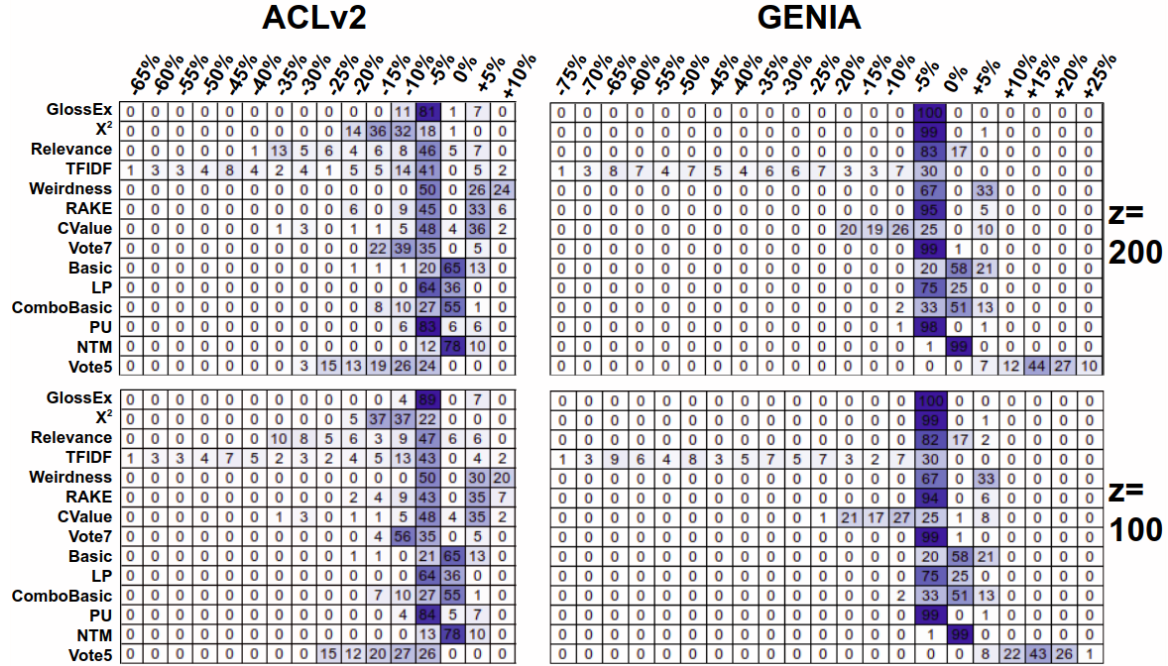 ACLv2 GENIA
-65% -60% -55% -50% -45% -40% -35% -30% -25% -20% -15% -10% -5% 0% +5% +10% -75% -70% -65% -60% -55% -50% -45% -40% -35% -30% -25% -20% -15% -10% -5% 0% +5% +10% +15% +20% +25%
GlossEx 0 0 0 0 0 0 0 0 0 0 0 11 81 1 7 0 0 0 0 0 0 0 0 0 0 0 0 0 0 0 100 0 0 0 0 0 0
X² 0 0 0 0 0 0 0 0 0 14 36 32 18 1 0 0 0 0 0 0 0 0 0 0 0 0 0 0 0 0 99 0 1 0 0 0 0
Relevance 0 0 0 0 0 1 13 5 6 4 6 8 46 5 7 0 0 0 0 0 0 0 0 0 0 0 0 0 0 0 83 17 0 0 0 0 0
TFIDF 1 3 3 4 8 4 2 4 1 5 5 14 41 0 5 2 1 3 8 7 4 7 5 4 6 6 7 3 3 7 30 0 0 0 0 0 0
Weirdness 0 0 0 0 0 0 0 0 0 0 0 0 50 0 26 24 0 0 0 0 0 0 0 0 0 0 0 0 0 0 67 0 33 0 0 0 0
RAKE 0 0 0 0 0 0 0 0 0 6 0 9 45 0 33 6 0 0 0 0 0 0 0 0 0 0 0 0 0 0 95 0 5 0 0 0 0
CValue 0 0 0 0 0 0 1 3 0 1 1 5 48 4 36 2 0 0 0 0 0 0 0 0 0 0 0 20 19 26 25 0 10 0 0 0 0
z=
Vote7 0 0 0 0 0 0 0 0 0 0 22 39 35 0 5 0 0 0 0 0 0 0 0 0 0 0 0 0 0 0 99 1 0 0 0 0 0
200
Basic 0 0 0 0 0 0 0 0 0 1 1 1 20 65 13 0 0 0 0 0 0 0 0 0 0 0 0 0 0 0 20 58 21 0 0 0 0
LP 0 0 0 0 0 0 0 0 0 0 0 0 64 36 0 0 0 0 0 0 0 0 0 0 0 0 0 0 0 0 75 25 0 0 0 0 0
ComboBasic 0 0 0 0 0 0 0 0 0 0 8 10 27 55 1 0 0 0 0 0 0 0 0 0 0 0 0 0 0 2 33 51 13 0 0 0 0
PU 0 0 0 0 0 0 0 0 0 0 0 6 83 6 6 0 0 0 0 0 0 0 0 0 0 0 0 0 0 1 98 0 1 0 0 0 0
NTM 0 0 0 0 0 0 0 0 0 0 0 0 12 78 10 0 0 0 0 0 0 0 0 0 0 0 0 0 0 0 1 99 0 0 0 0 0
Vote5 0 0 0 0 0 0 0 3 15 13 19 26 24 0 0 0 0 0 0 0 0 0 0 0 0 0 0 0 0 0 0 0 7 12 44 27 10
GlossEx 0 0 0 0 0 0 0 0 0 0 0 4 89 0 7 0 0 0 0 0 0 0 0 0 0 0 0 0 0 0 100 0 0 0 0 0 0
X² 0 0 0 0 0 0 0 0 0 5 37 37 22 0 0 0 0 0 0 0 0 0 0 0 0 0 0 0 0 0 99 0 1 0 0 0 0
Relevance 0 0 0 0 0 0 10 8 5 6 3 9 47 6 6 0 0 0 0 0 0 0 0 0 0 0 0 0 0 0 82 17 2 0 0 0 0
TFIDF 1 3 3 4 7 5 2 3 2 4 5 13 43 0 4 2 1 3 9 6 4 8 3 5 7 5 7 3 2 7 30 0 0 0 0 0 0
Weirdness 0 0 0 0 0 0 0 0 0 0 0 0 50 0 30 20 0 0 0 0 0 0 0 0 0 0 0 0 0 0 67 0 33 0 0 0 0
RAKE 0 0 0 0 0 0 0 0 0 2 4 9 43 0 35 7 0 0 0 0 0 0 0 0 0 0 0 0 0 0 94 0 6 0 0 0 0
z=
CValue 0 0 0 0 0 0 1 3 0 1 1 5 48 4 35 2 0 0 0 0 0 0 0 0 0 0 1 21 17 27 25 1 8 0 0 0 0
Vote7 0 0 0 0 0 0 0 0 0 0 4 56 35 0 5 0 0 0 0 0 0 0 0 0 0 0 0 0 0 0 99 1 0 0 0 0 0
100
Basic 0 0 0 0 0 0 0 0 0 1 1 0 21 65 13 0 0 0 0 0 0 0 0 0 0 0 0 0 0 0 20 58 21 0 0 0 0
LP 0 0 0 0 0 0 0 0 0 0 0 0 64 36 0 0 0 0 0 0 0 0 0 0 0 0 0 0 0 0 75 25 0 0 0 0 0
ComboBasic 0 0 0 0 0 0 0 0 0 0 7 10 27 55 1 0 0 0 0 0 0 0 0 0 0 0 0 0 0 2 33 51 13 0 0 0 0
PU 0 0 0 0 0 0 0 0 0 0 0 4 84 5 7 0 0 0 0 0 0 0 0 0 0 0 0 0 0 0 99 0 1 0 0 0 0
NTM 0 0 0 0 0 0 0 0 0 0 0 0 13 78 10 0 0 0 0 0 0 0 0 0 0 0 0 0 0 0 1 99 0 0 0 0 0
Vote5 0 0 0 0 0 0 0 0 15 12 20 27 26 0 0 0 0 0 0 0 0 0 0 0 0 0 0 0 0 0 0 0 8 22 43 26 1